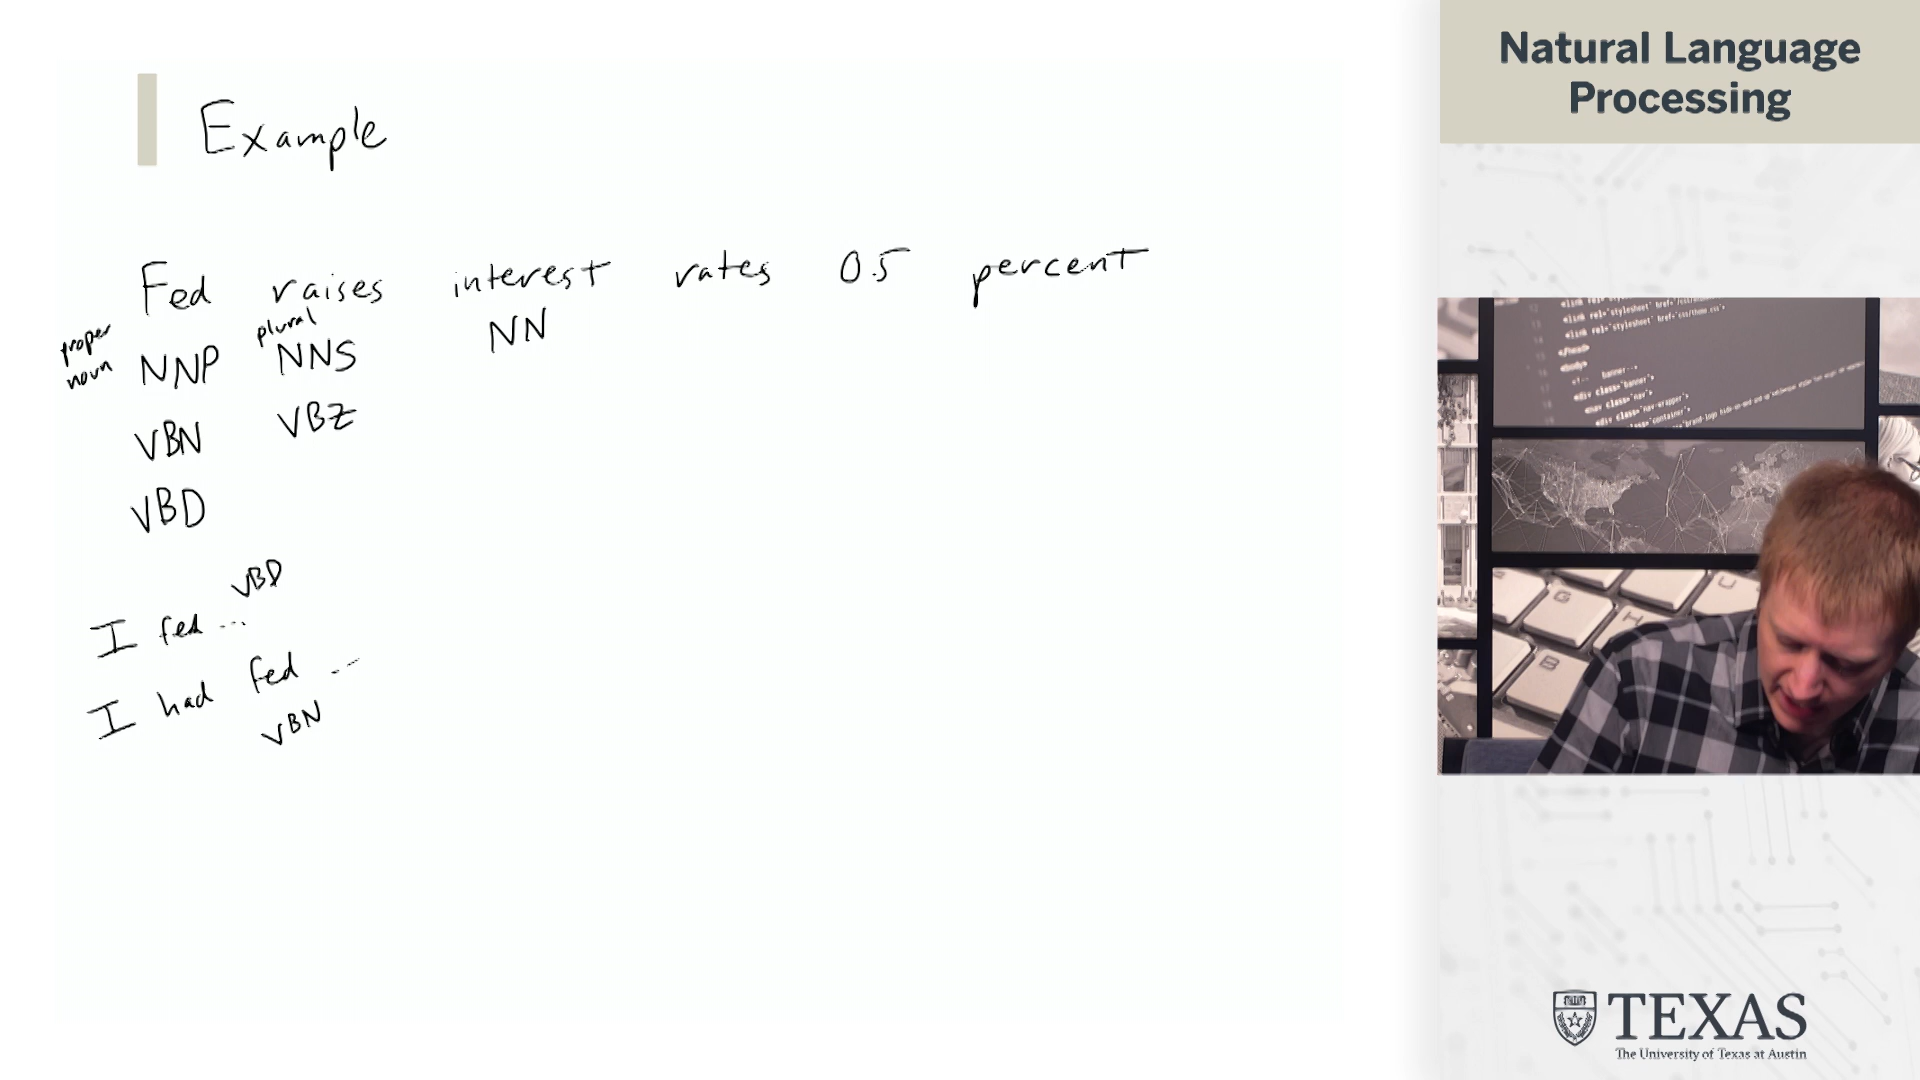 Example
Fed raises interest rates 0.5 percent
proper noun NNP plural NNS NN
VBN VBZ
VBD
I fed ... VBD
I had fed ... VBN
Natural Language
Processing
TEXAS
The University of Texas at Austin